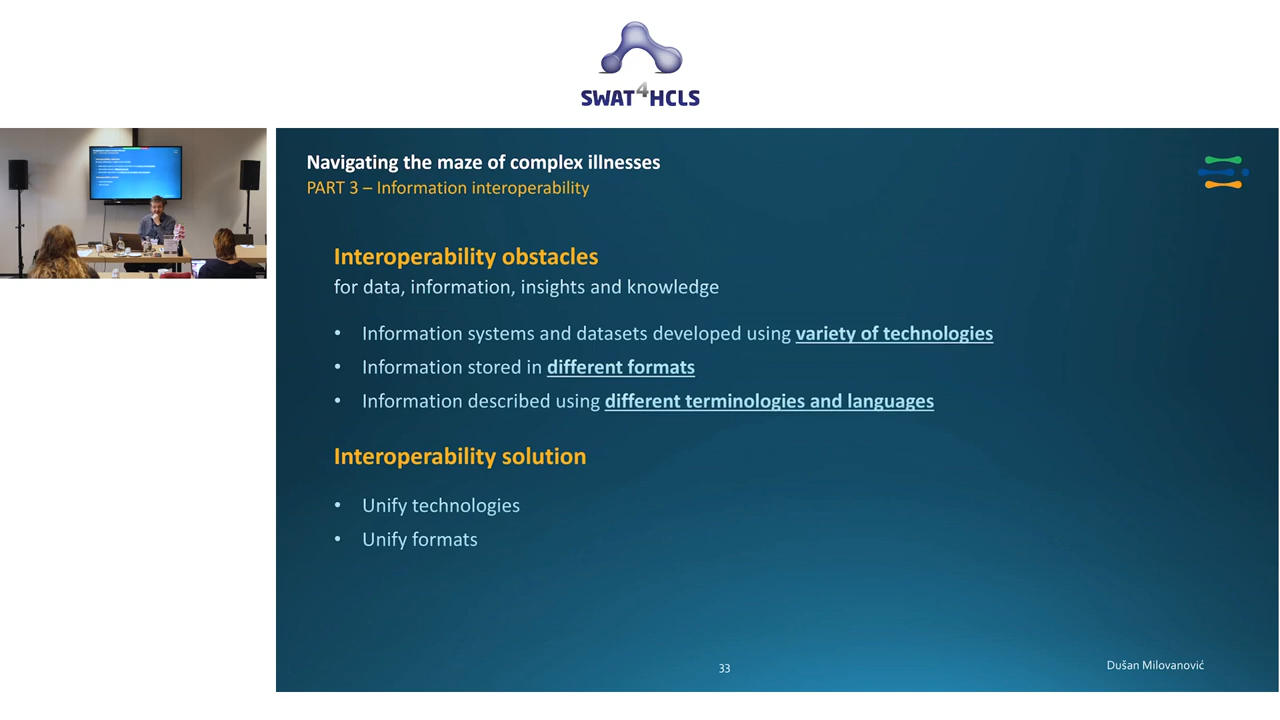 SWAT4HCLS
Navigating the maze of complex illnesses
PART 3 – Information interoperability
Interoperability obstacles
for data, information, insights and knowledge
• Information systems and datasets developed using variety of technologies
• Information stored in different formats
• Information described using different terminologies and languages
Interoperability solution
• Unify technologies
• Unify formats
33
Dušan Milovanović